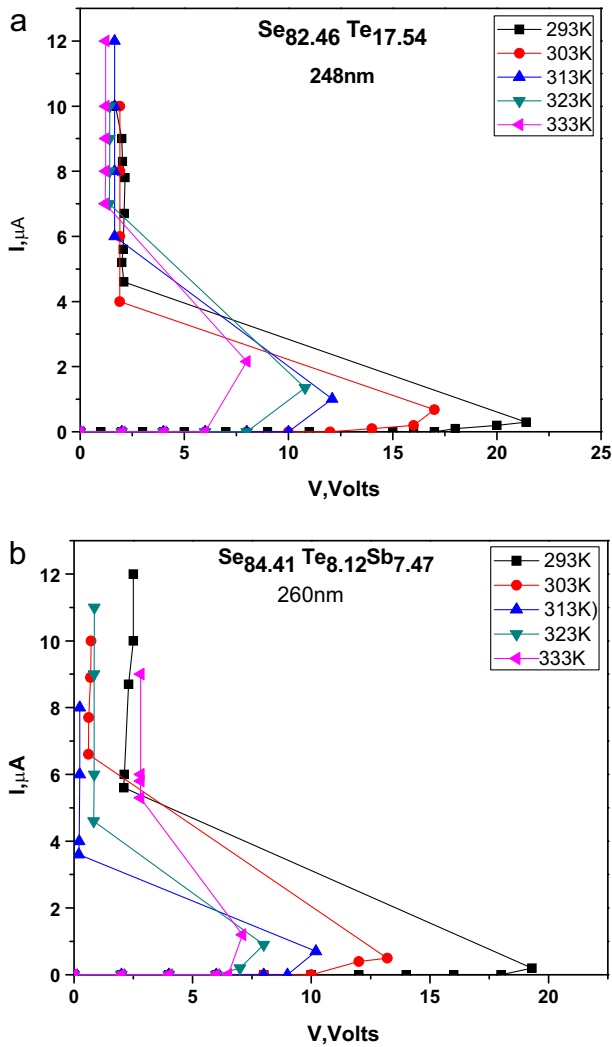 a
Se82.46 Te17.54
248nm
293K
303K
313K
323K
333K
12
10
8
6
4
2
0
I,μA
0 5 10 15 20 25
V,Volts
b
Se84.41 Te8.12Sb7.47
260nm
293K
303K
313K)
323K
333K
12
10
8
6
4
2
0
I,μA
0 5 10 15 20
V,Volts